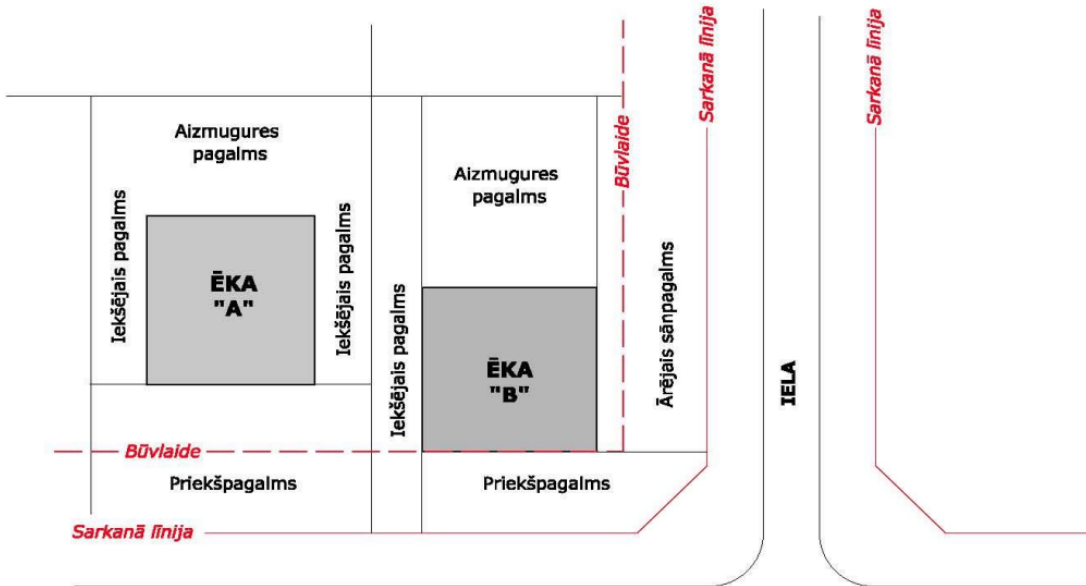 Sarkanā līnija
Sarkanā līnija
Aizmugures
pagalms
Būvlaide
Aizmugures
pagalms
Iekšējais pagalms
ĒKA
"A"
Iekšējais pagalms
Iekšējais pagalms
ĒKA
"B"
Ārējais sānpagalms
IELA
Būvlaide
Priekšpagalms
Priekšpagalms
Sarkanā līnija